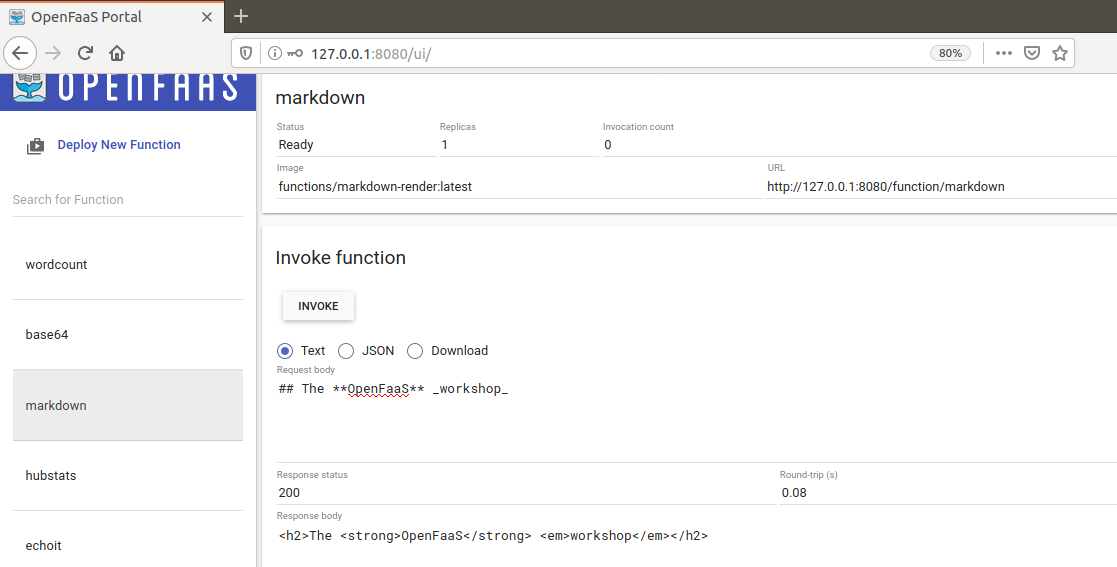 OpenFaaS Portal
127.0.0.1:8080/ui/
80%
OPENFAAS
Deploy New Function
Search for Function
wordcount
base64
markdown
hubstats
echoit
markdown
Status Replicas Invocation count
Ready 1 0
Image URL
functions/markdown-render:latest http://127.0.0.1:8080/function/markdown
Invoke function
INVOKE
Text JSON Download
Request body
## The **OpenFaaS** _workshop_
Response status Round-trip (s)
200 0.08
Response body
<h2>The <strong>OpenFaaS</strong> <em>workshop</em></h2>